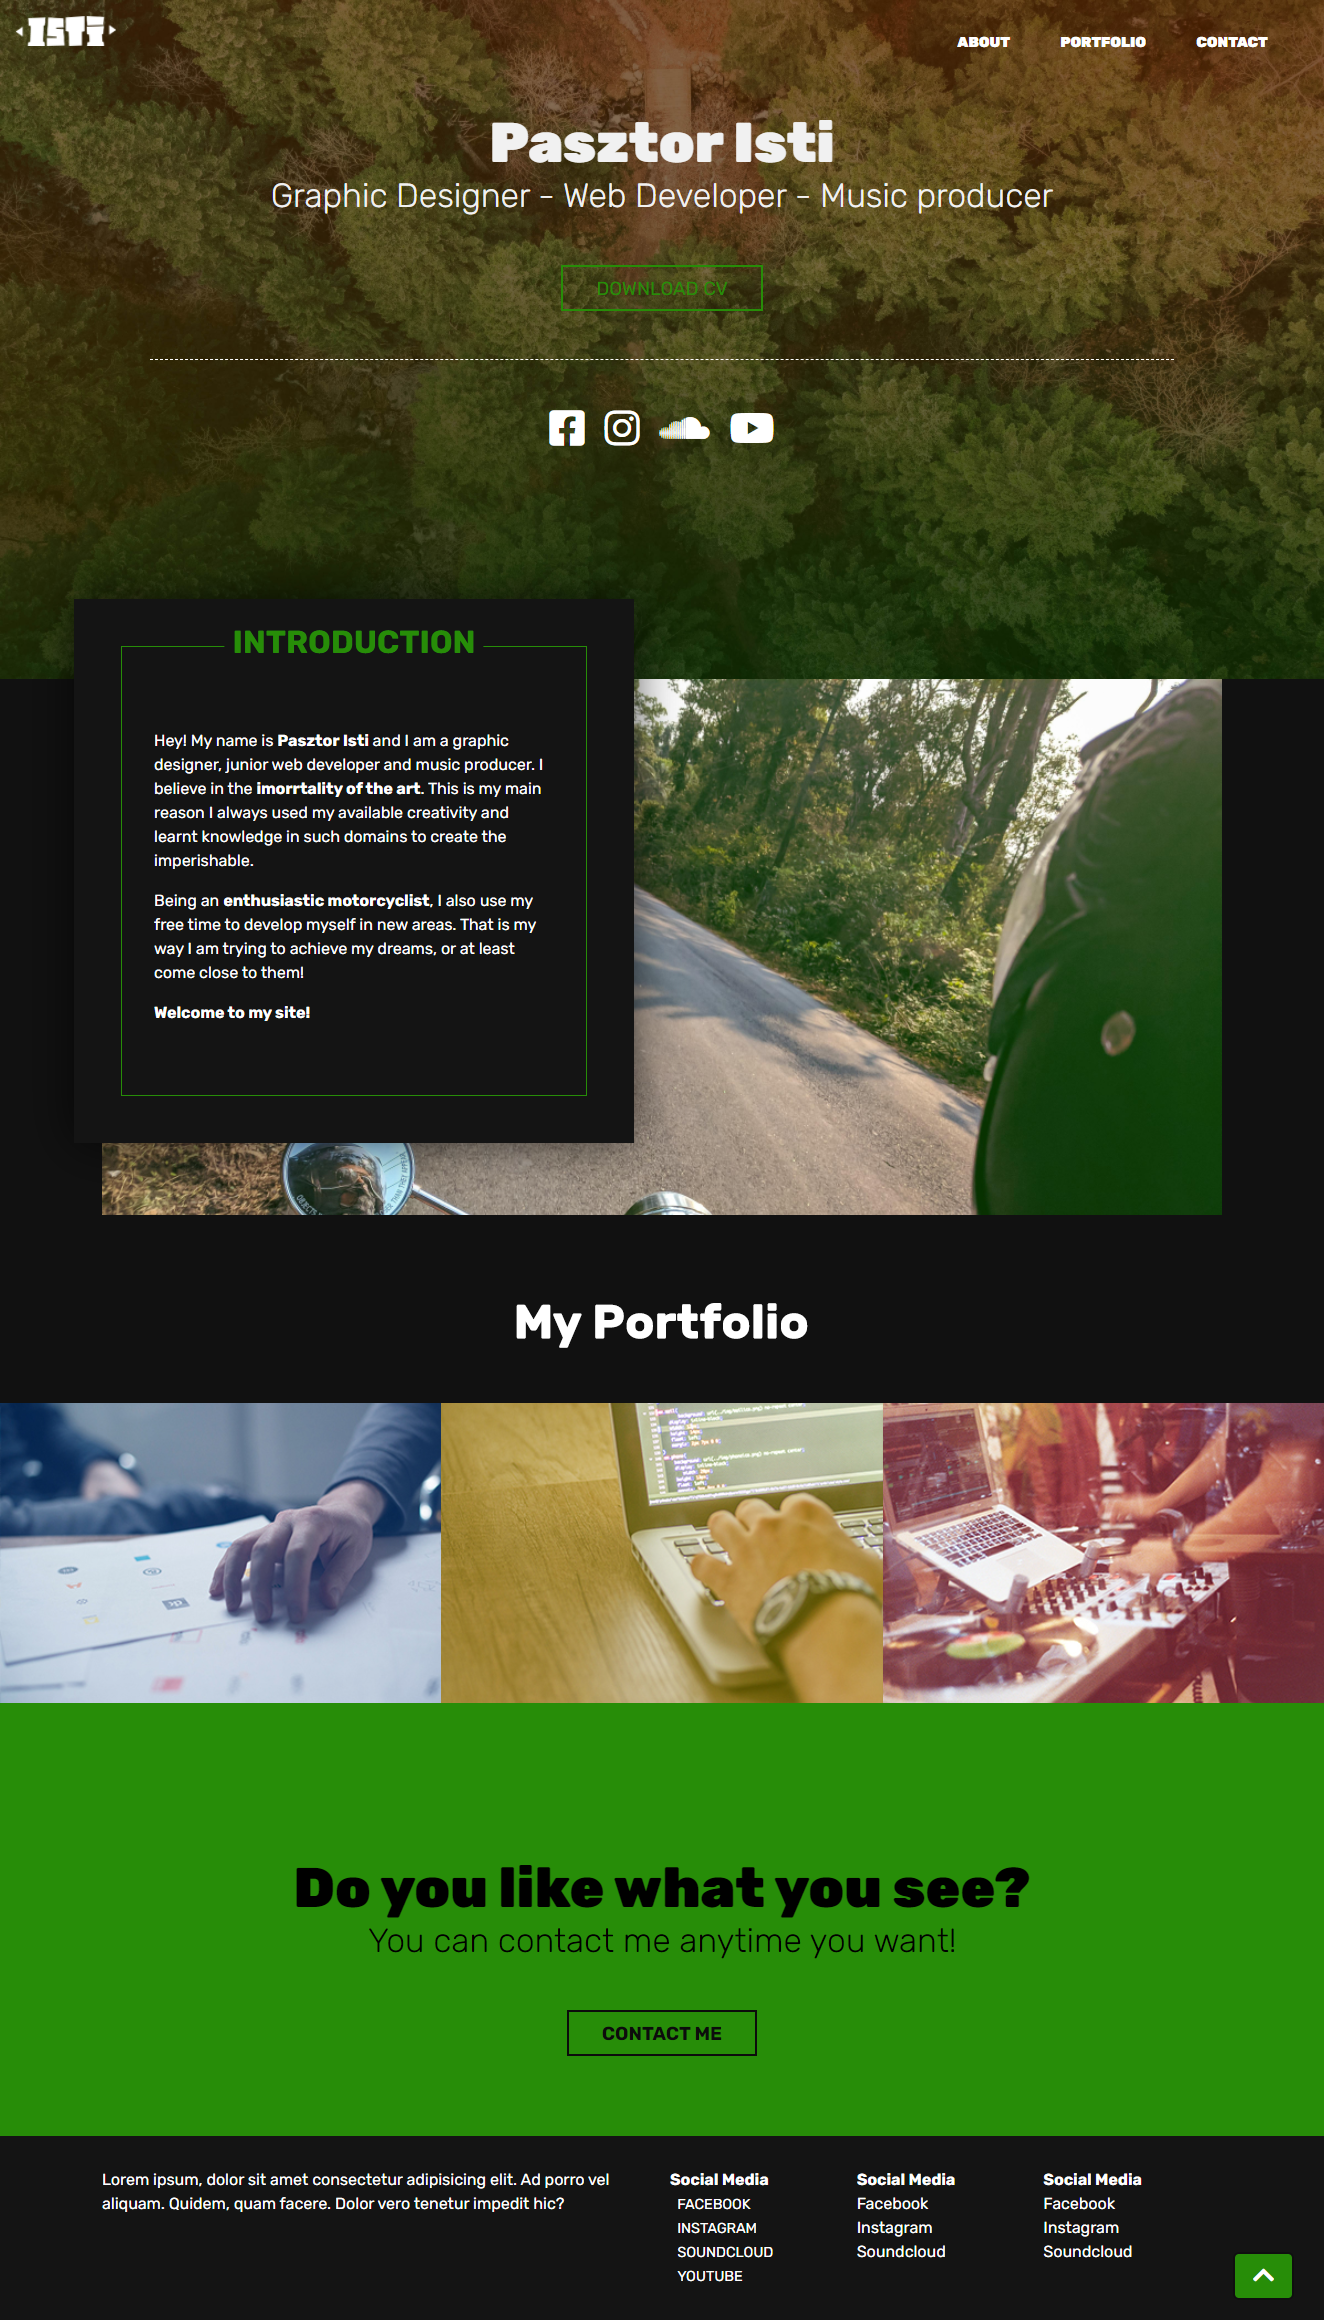 ISTI
ABOUT PORTFOLIO CONTACT
Pasztor Isti
Graphic Designer - Web Developer - Music producer
DOWNLOAD CV
INTRODUCTION
Hey! My name is Pasztor Isti and I am a graphic
designer, junior web developer and music producer. I
believe in the imorrtality of the art. This is my main
reason I always used my available creativity and
learnt knowledge in such domains to create the
imperishable.
Being an enthusiastic motorcyclist, I also use my
free time to develop myself in new areas. That is my
way I am trying to achieve my dreams, or at least
come close to them!
Welcome to my site!
My Portfolio
Do you like what you see?
You can contact me anytime you want!
CONTACT ME
Lorem ipsum, dolor sit amet consectetur adipisicing elit. Ad porro vel
aliquam. Quidem, quam facere. Dolor vero tenetur impedit hic?
Social Media
FACEBOOK
INSTAGRAM
SOUNDCLOUD
YOUTUBE
Social Media
Facebook
Instagram
Soundcloud
Social Media
Facebook
Instagram
Soundcloud